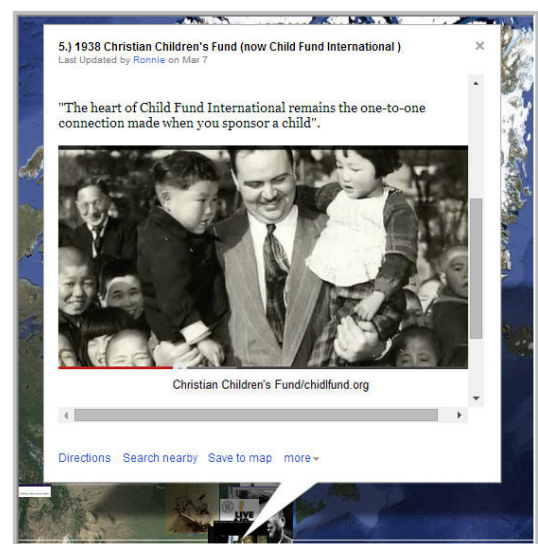 5.) 1938 Christian Children's Fund (now Child Fund International )
Last Updated by Ronnie on Mar 7
"The heart of Child Fund International remains the one-to-one
connection made when you sponsor a child".
Christian Children's Fund/chidlfund.org
Directions Search nearby Save to map more
LIVE